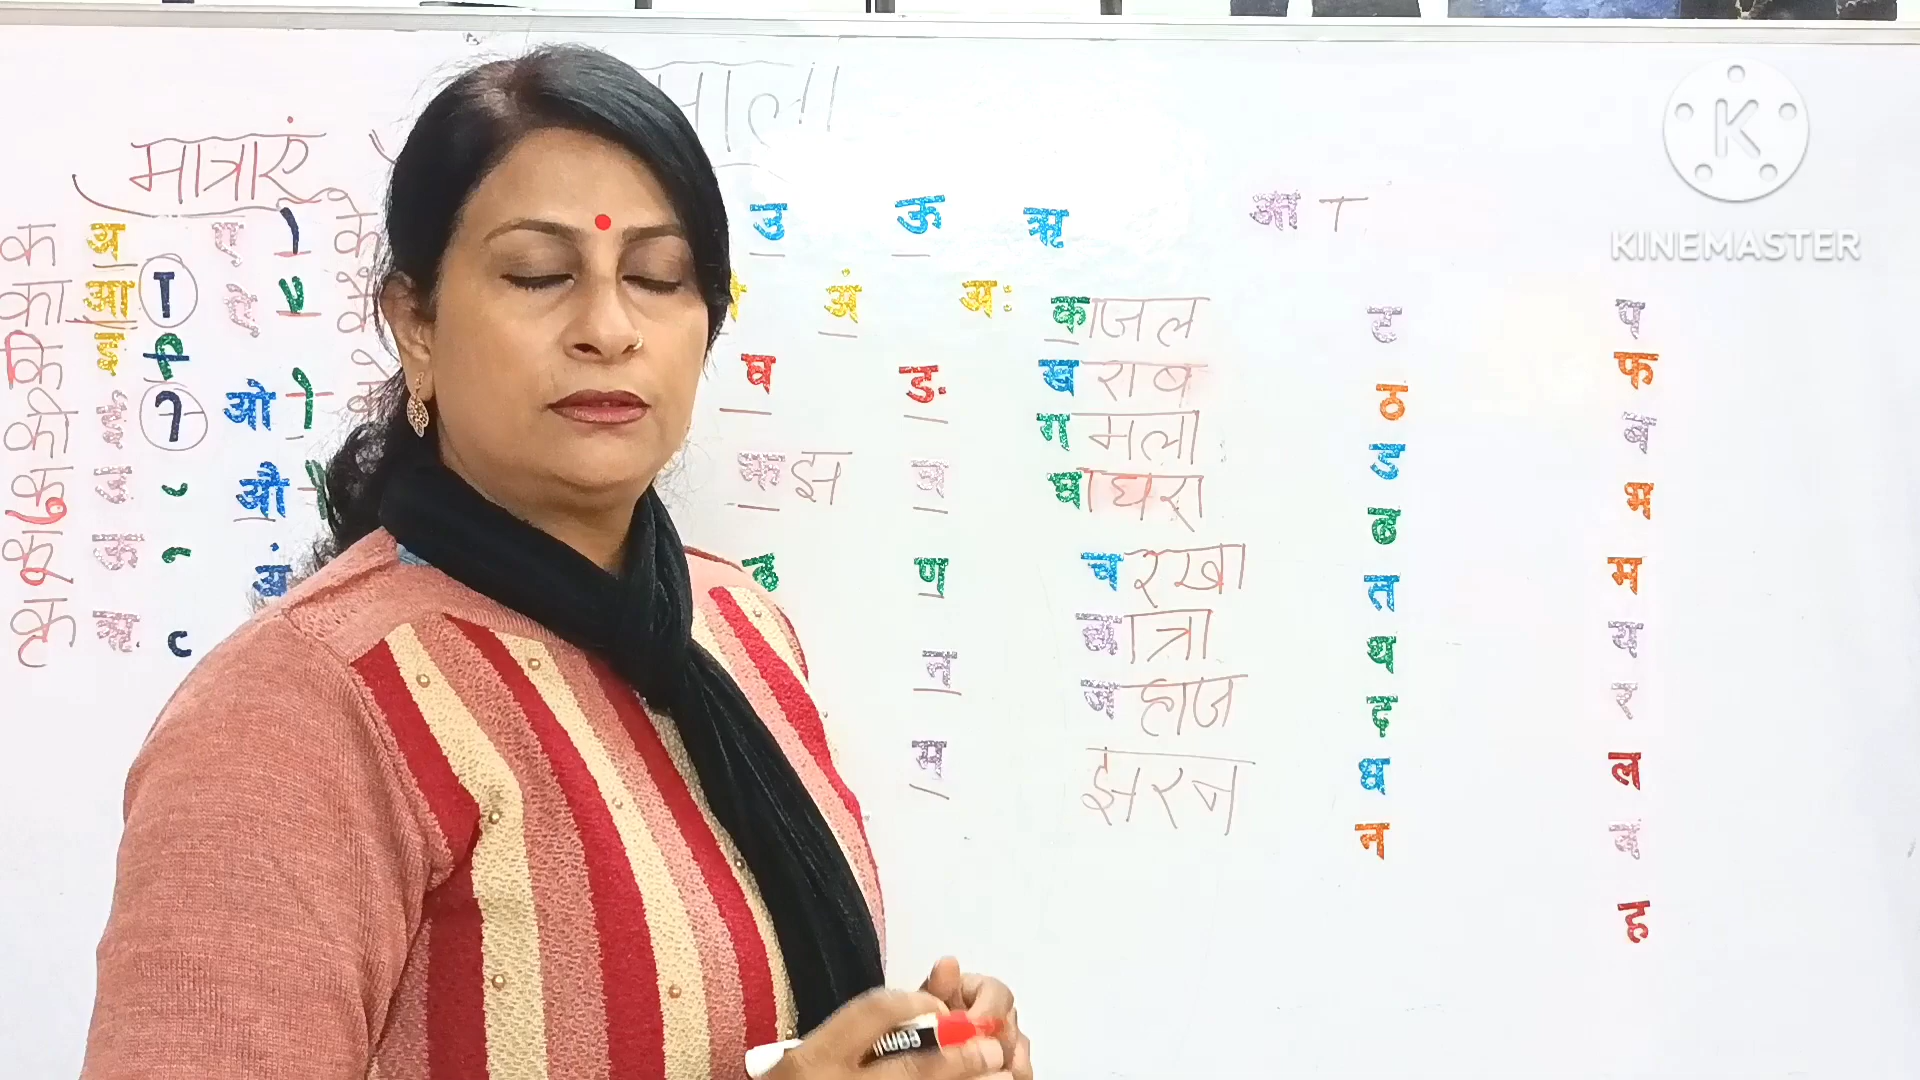 माला
मात्राएं
उ ऊ ऋ आ ा
क अ ए े के
का आ ा ऐ ै
अं अः काजल ट प
कि इ ि
घ ङ खराब फ
की ी ओ ो ठ
गमला ड ब
कु ु औ ौ
क झ घाघरा भ
कू ऊ ू अं
ढ ण चरखा ढ त म
कृ ऋ ृ
न छात्रा थ य
जहाज द र
म झरन ध ल
न व
ह
KINEMASTER